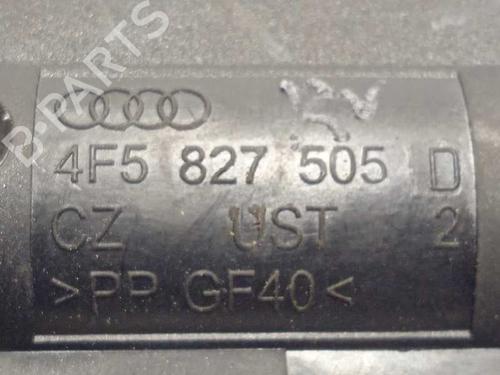 B-PARTS
4F5 827 505 D
CZ UST 2
>PP GF40<